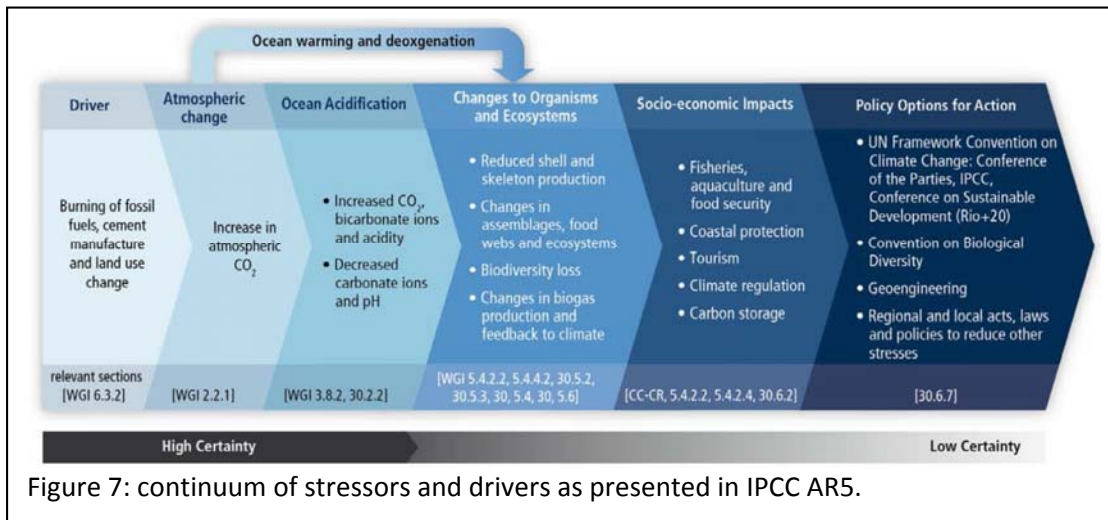 Ocean warming and deoxgenation
Driver
Atmospheric
change
Ocean Acidification
Changes to Organisms
and Ecosystems
Socio-economic Impacts
Policy Options for Action
Burning of fossil
fuels, cement
manufacture
and land use
change
Increase in
atmospheric
CO2
• Increased CO2,
bicarbonate ions
and acidity
• Decreased
carbonate ions
and pH
• Reduced shell and
skeleton production
• Changes in
assemblages, food
webs and ecosystems
• Biodiversity loss
• Changes in biogas
production and
feedback to climate
• Fisheries,
aquaculture and
food security
• Coastal protection
• Tourism
• Climate regulation
• Carbon storage
• UN Framework Convention on
Climate Change: Conference
of the Parties, IPCC,
Conference on Sustainable
Development (Rio+20)
• Convention on Biological
Diversity
• Geoengineering
• Regional and local acts, laws
and policies to reduce other
stresses
relevant sections
[WGI 6.3.2]
[WGI 2.2.1]
[WGI 3.8.2, 30.2.2]
[WGI 5.4.2.2, 5.4.4.2, 30.5.2,
30.5.3, 30, 5.4, 30, 5.6]
[CC-CR, 5.4.2.2, 5.4.2.4, 30.6.2]
[30.6.7]
High Certainty
Low Certainty
Figure 7: continuum of stressors and drivers as presented in IPCC AR5.